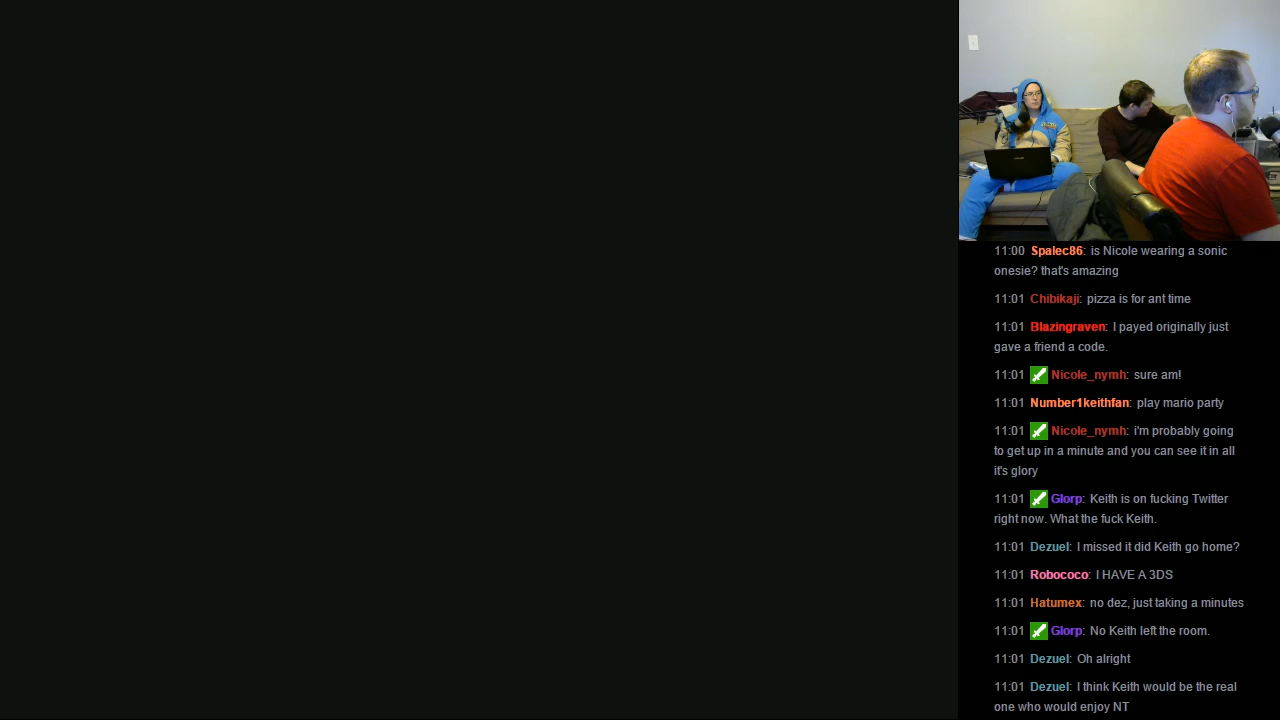 11:00 Spalec86: is Nicole wearing a sonic
onesie? that's amazing
11:01 Chibikaji: pizza is for ant time
11:01 Blazingraven: I payed originally just
gave a friend a code.
11:01 Nicole_nymh: sure am!
11:01 Number1keithfan: play mario party
11:01 Nicole_nymh: i'm probably going
to get up in a minute and you can see it in all
it's glory
11:01 Glorp: Keith is on fucking Twitter
right now. What the fuck Keith.
11:01 Dezuel: I missed it did Keith go home?
11:01 Robococo: I HAVE A 3DS
11:01 Hatumex: no dez, just taking a minutes
11:01 Glorp: No Keith left the room.
11:01 Dezuel: Oh alright
11:01 Dezuel: I think Keith would be the real
one who would enjoy NT